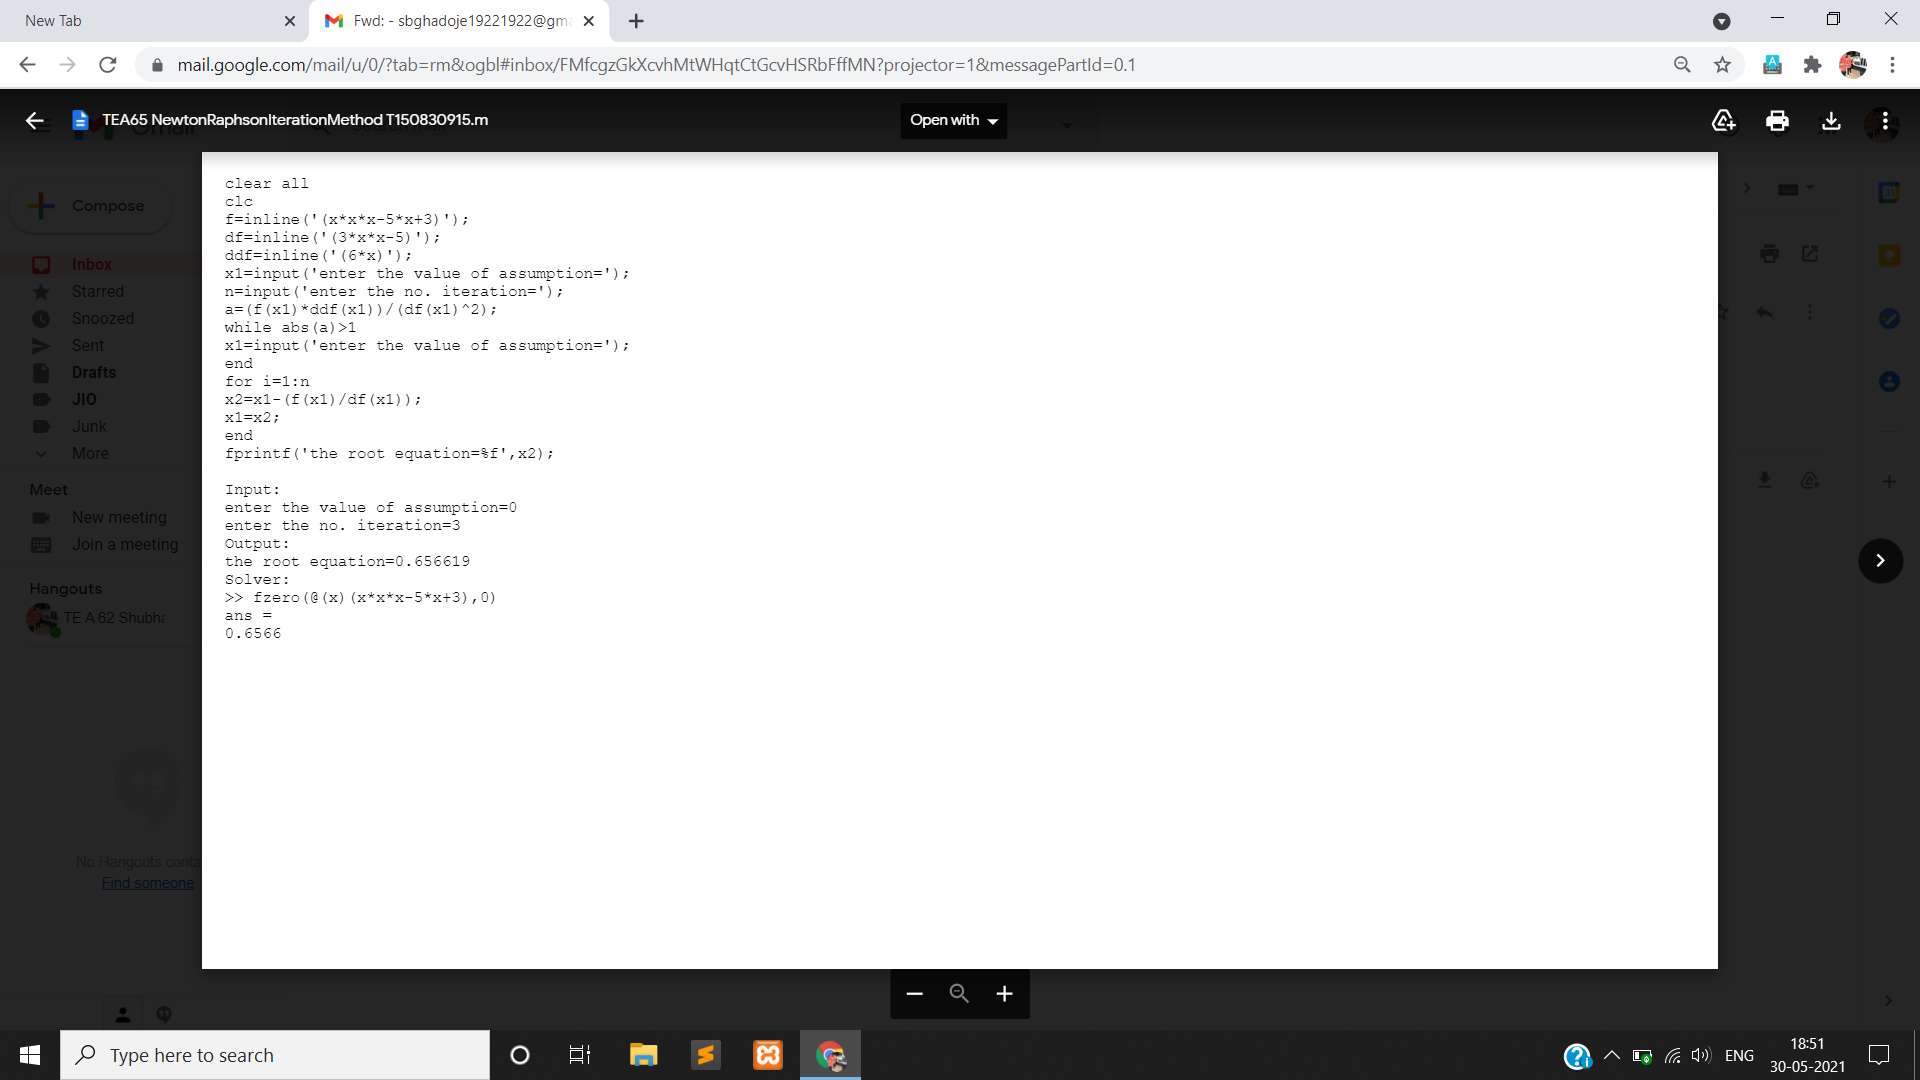 New Tab
Fwd: - sbghadoje19221922@gm
mail.google.com/mail/u/0/?tab=rm&ogbl#inbox/FMfcgzGkXcvhMtWHqtCtGcvHSRbFffMN?projector=1&messagePartId=0.1
TEA65 NewtonRaphsonIterationMethod T150830915.m
Open with
Compose
Inbox
Starred
Snoozed
Sent
Drafts
JIO
Junk
More
Meet
New meeting
Join a meeting
Hangouts
TE A 62 Shubha
No Hangouts conta
Find someone
clear all
clc
f=inline('(x*x*x-5*x+3)');
df=inline('(3*x*x-5)');
ddf=inline('(6*x)');
x1=input('enter the value of assumption=');
n=input('enter the no. iteration=');
a=(f(x1)*ddf(x1))/(df(x1)^2);
while abs(a)>1
x1=input('enter the value of assumption=');
end
for i=1:n
x2=x1-(f(x1)/df(x1));
x1=x2;
end
fprintf('the root equation=%f',x2);
Input:
enter the value of assumption=0
enter the no. iteration=3
Output:
the root equation=0.656619
Solver:
>> fzero(@(x)(x*x*x-5*x+3),0)
ans =
0.6566
Type here to search
ENG
18:51
30-05-2021